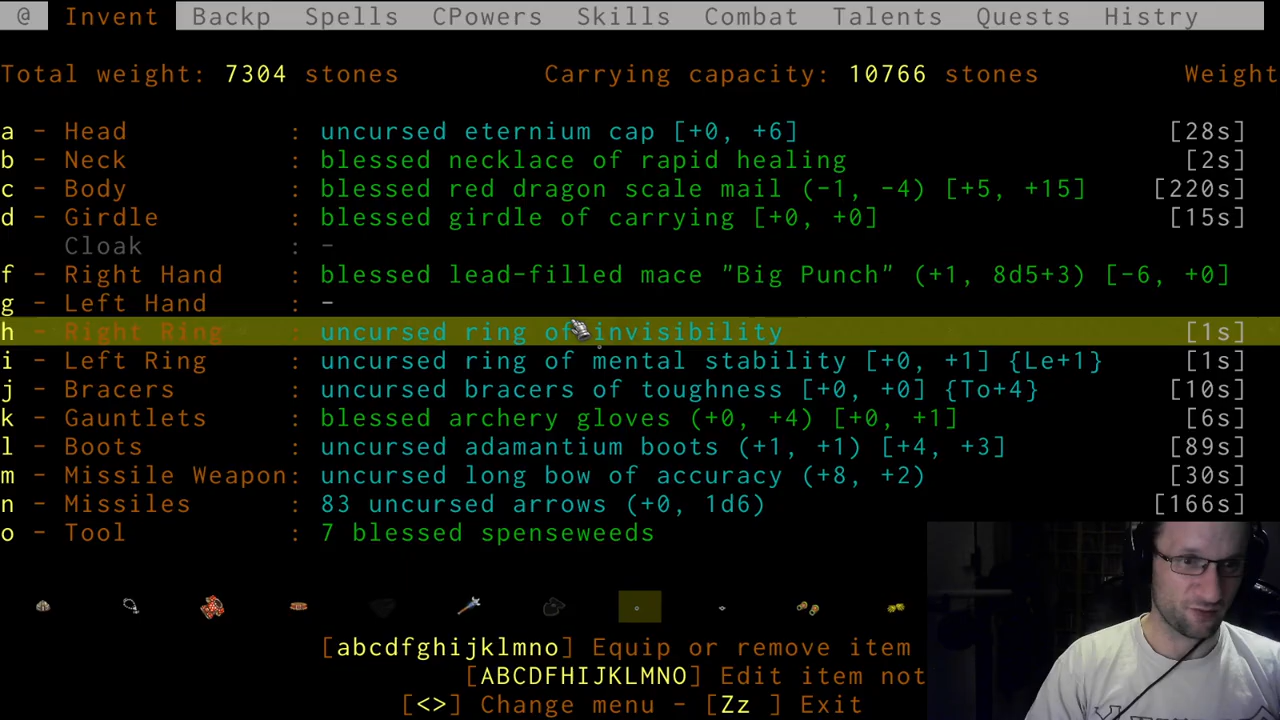 @ Invent Backp Spells CPowers Skills Combat Talents Quests Histry
Total weight: 7304 stones Carrying capacity: 10766 stones Weight
a - Head : uncursed eternium cap [+0, +6] [28s]
b - Neck : blessed necklace of rapid healing [2s]
c - Body : blessed red dragon scale mail (-1, -4) [+5, +15] [220s]
d - Girdle : blessed girdle of carrying [+0, +0] [15s]
Cloak : -
f - Right Hand : blessed lead-filled mace "Big Punch" (+1, 8d5+3) [-6, +0]
g - Left Hand : -
h - Right Ring : uncursed ring of invisibility [1s]
i - Left Ring : uncursed ring of mental stability [+0, +1] {Le+1} [1s]
j - Bracers : uncursed bracers of toughness [+0, +0] {To+4} [10s]
k - Gauntlets : blessed archery gloves (+0, +4) [+0, +1] [6s]
l - Boots : uncursed adamantium boots (+1, +1) [+4, +3] [89s]
m - Missile Weapon: uncursed long bow of accuracy (+8, +2) [30s]
n - Missiles : 83 uncursed arrows (+0, 1d6) [166s]
o - Tool : 7 blessed spenseweeds
[abcdfghijklmno] Equip or remove item
[ABCDFGHIJKLMNO] Edit item not
[<>] Change menu - [Zz ] Exit